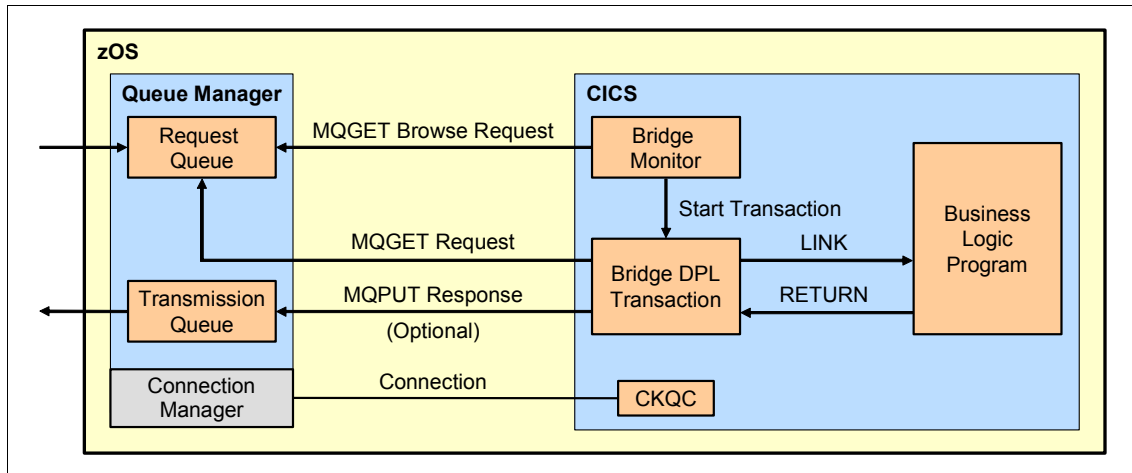 zOS
Queue Manager
CICS
Request
Queue
MQGET Browse Request
Bridge
Monitor
Start Transaction
Business
Logic
Program
MQGET Request
Bridge DPL
Transaction
LINK
RETURN
Transmission
Queue
MQPUT Response
(Optional)
Connection
Manager
Connection
CKQC